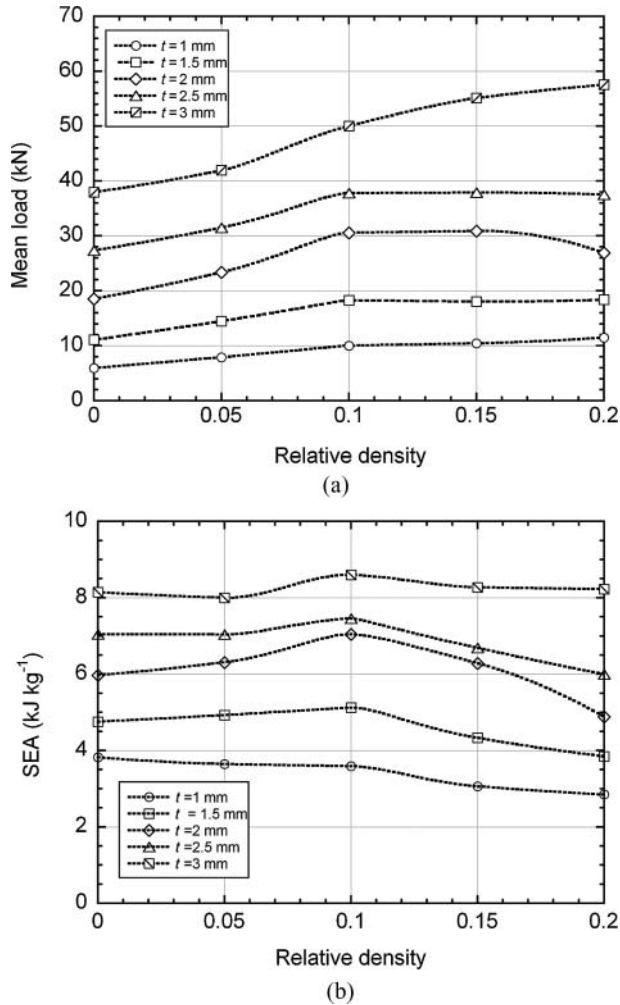 70
60
50
40
30
20
10
0
Mean load (kN)
t = 1 mm
t = 1.5 mm
t = 2 mm
t = 2.5 mm
t = 3 mm
0 0.05 0.1 0.15 0.2
Relative density
(a)
10
8
6
4
2
0
SEA (kJ kg⁻¹)
t =1 mm
t = 1.5 mm
t =2 mm
t =2.5 mm
t =3 mm
0 0.05 0.1 0.15 0.2
Relative density
(b)